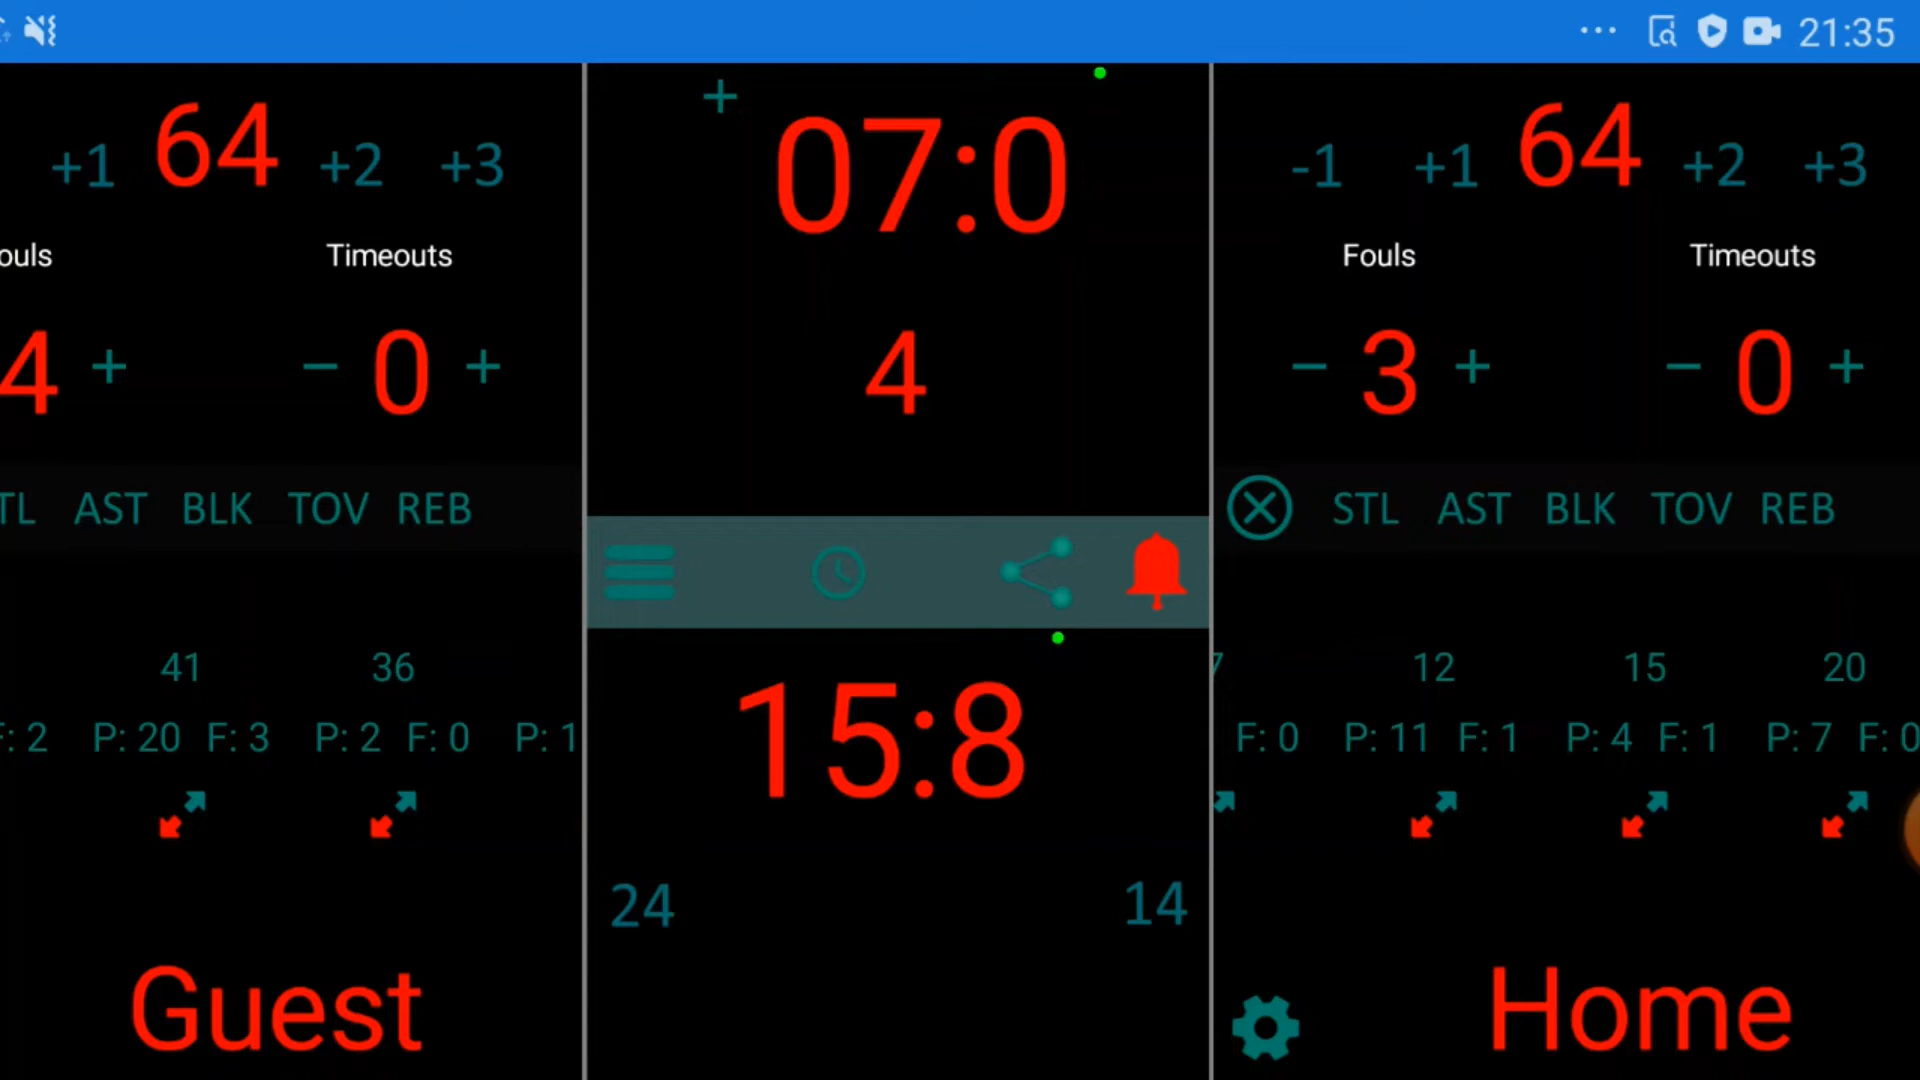 21:35
+1 64 +2 +3
ouls Timeouts
4 + − 0 +
TL AST BLK TOV REB
41 36
F: 2 P: 20 F: 3 P: 2 F: 0 P: 1
Guest
+
07:0
4
15:8
24 14
-1 +1 64 +2 +3
Fouls Timeouts
− 3 + − 0 +
STL AST BLK TOV REB
7 12 15 20
F: 0 P: 11 F: 1 P: 4 F: 1 P: 7 F: 0
Home